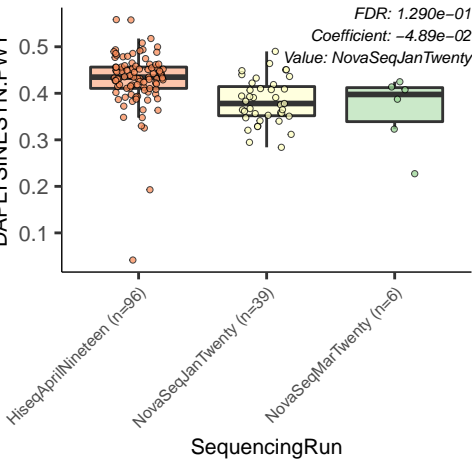 FDR: 1.290e−01
Coefficient: −4.89e−02
Value: NovaSeqJanTwenty
0.5
0.4
0.3
0.2
0.1
HiseqAprilNineteen (n=96)
NovaSeqJanTwenty (n=39)
NovaSeqMarTwenty (n=6)
SequencingRun